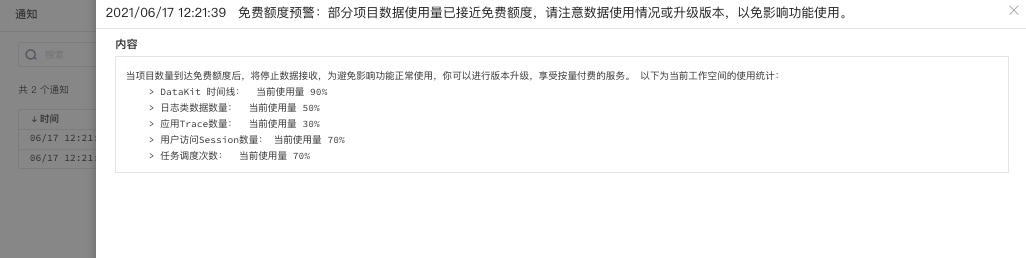 通知
2021/06/17 12:21:39 免费额度预警：部分项目数据使用量已接近免费额度，请注意数据使用情况或升级版本，以免影响功能使用。
搜索
内容
共 2 个通知
当项目数量到达免费额度后，将停止数据接收，为避免影响功能正常使用，你可以进行版本升级，享受按量付费的服务。 以下为当前工作空间的使用统计：
> DataKit 时间线： 当前使用量 90%
> 日志类数据数量： 当前使用量 50%
> 应用Trace数量： 当前使用量 30%
> 用户访问Session数量： 当前使用量 70%
> 任务调度次数： 当前使用量 70%
↓时间
06/17 12:21:
06/17 12:21: